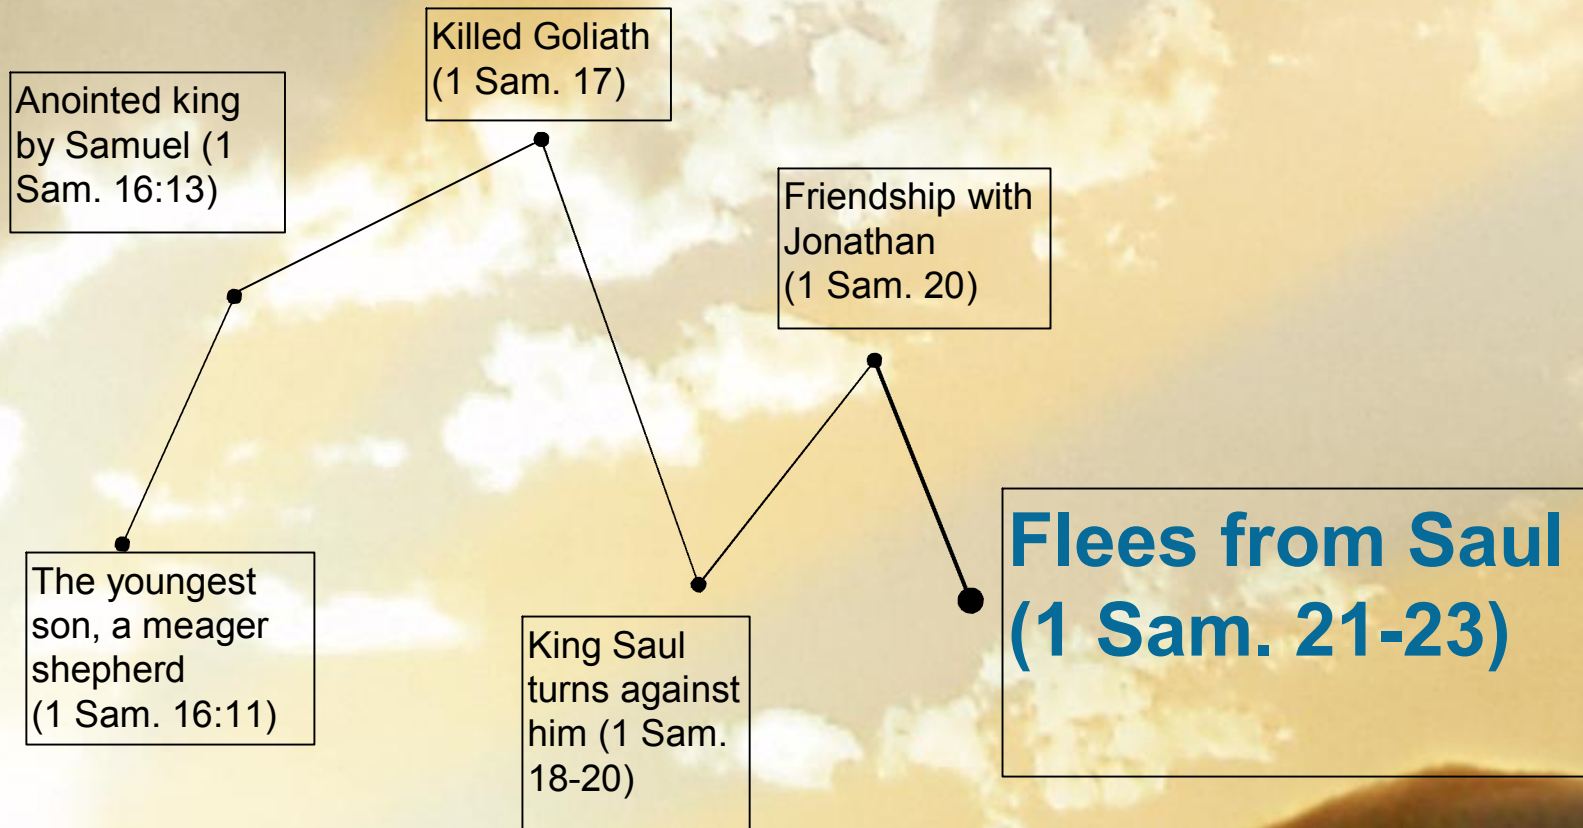 The youngest
son, a meager
shepherd
(1 Sam. 16:11)
Anointed king
by Samuel (1
Sam. 16:13)
Killed Goliath
(1 Sam. 17)
King Saul
turns against
him (1 Sam.
18-20)
Friendship with
Jonathan
(1 Sam. 20)
Flees from Saul
(1 Sam. 21-23)